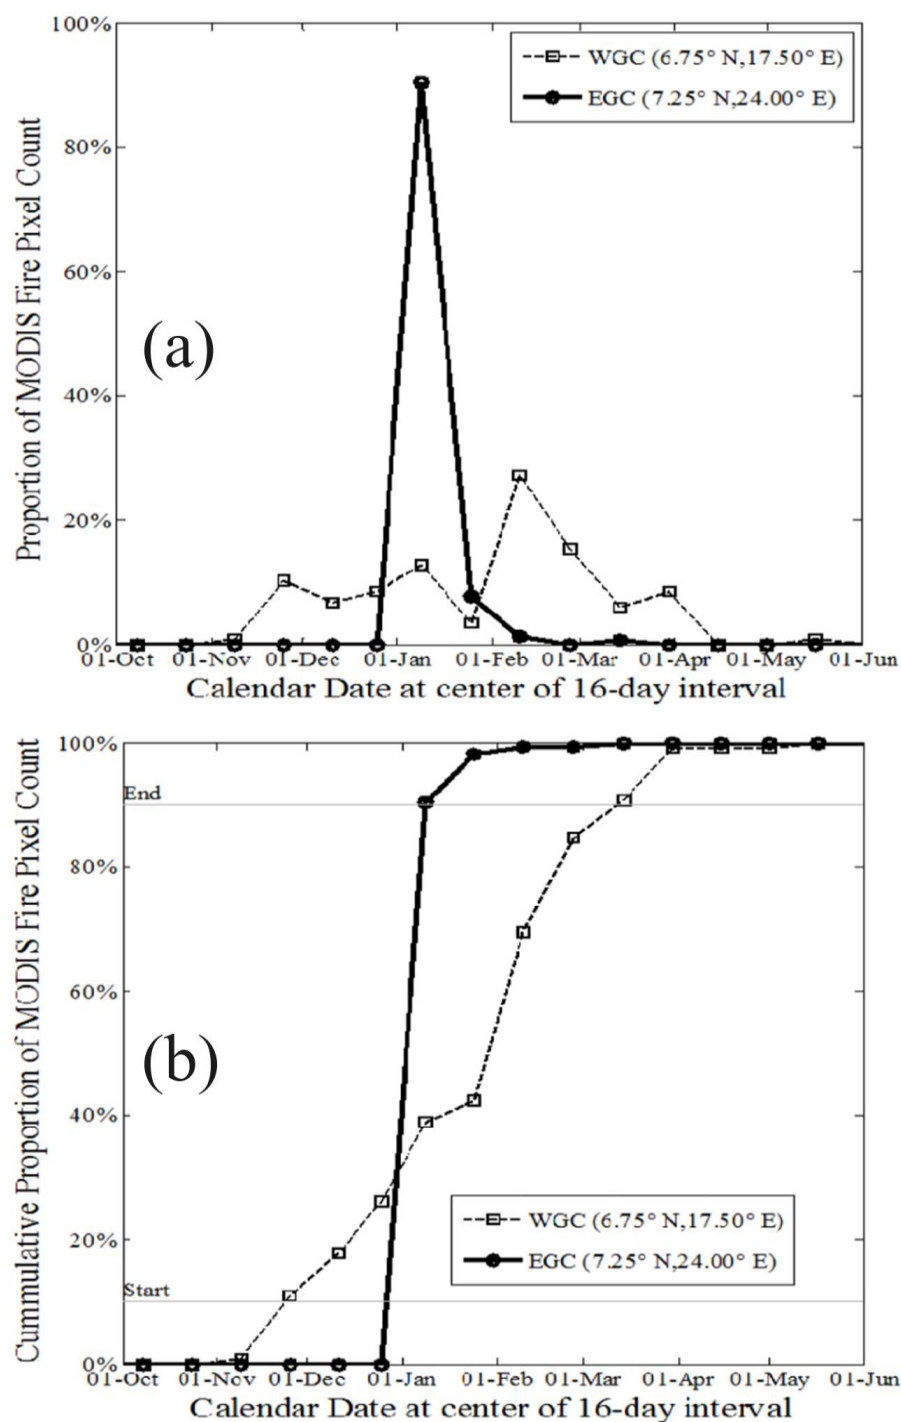 100%
80%
60%
40%
20%
0%
Proportion of MODIS Fire Pixel Count
WGC (6.75° N,17.50° E)
EGC (7.25° N,24.00° E)
(a)
01-Oct 01-Nov 01-Dec 01-Jan 01-Feb 01-Mar 01-Apr 01-May 01-Jun
Calendar Date at center of 16-day interval
100%
80%
60%
40%
20%
0%
Cummulative Proportion of MODIS Fire Pixel Count
End
(b)
WGC (6.75° N,17.50° E)
EGC (7.25° N,24.00° E)
Start
01-Oct 01-Nov 01-Dec 01-Jan 01-Feb 01-Mar 01-Apr 01-May 01-Jun
Calendar Date at center of 16-day interval